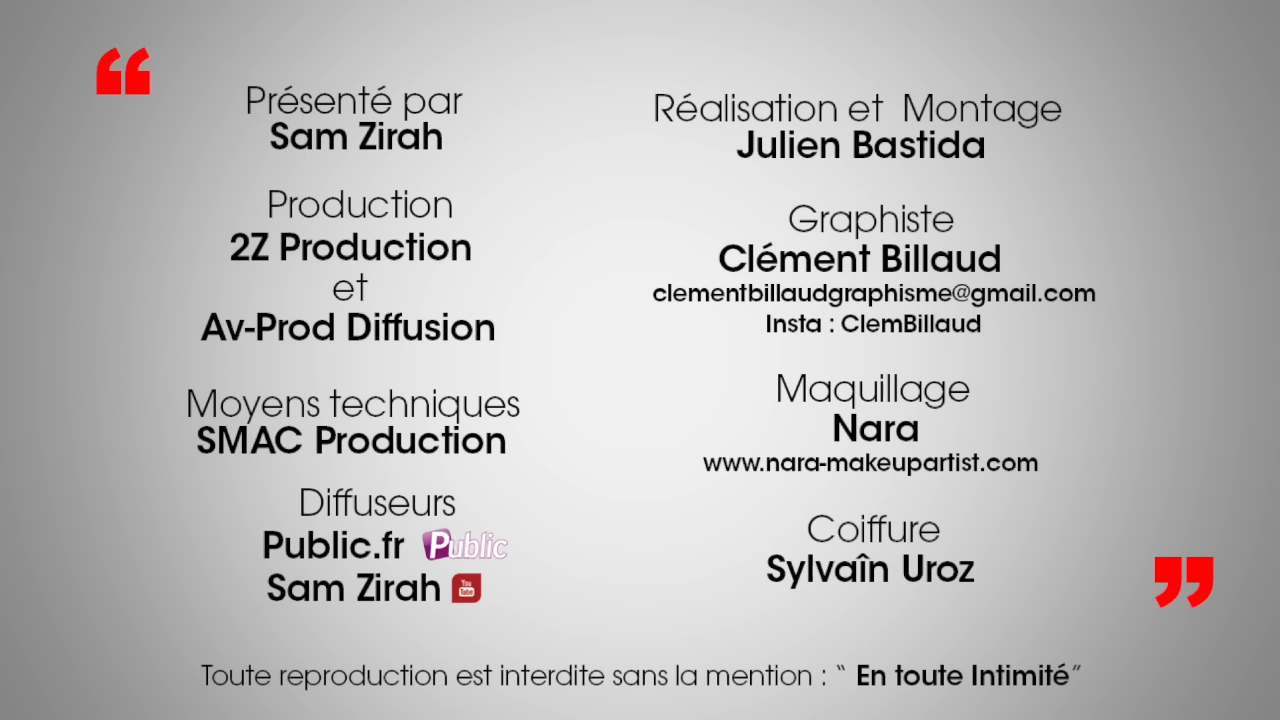 Présenté par
Sam Zirah
Production
2Z Production
et
Av-Prod Diffusion
Moyens techniques
SMAC Production
Diffuseurs
Public.fr Public
Sam Zirah You Tube
Réalisation et Montage
Julien Bastida
Graphiste
Clément Billaud
clementbillaudgraphisme@gmail.com
Insta : ClemBillaud
Maquillage
Nara
www.nara-makeupartist.com
Coiffure
Sylvaîn Uroz
Toute reproduction est interdite sans la mention : “ En toute Intimité”